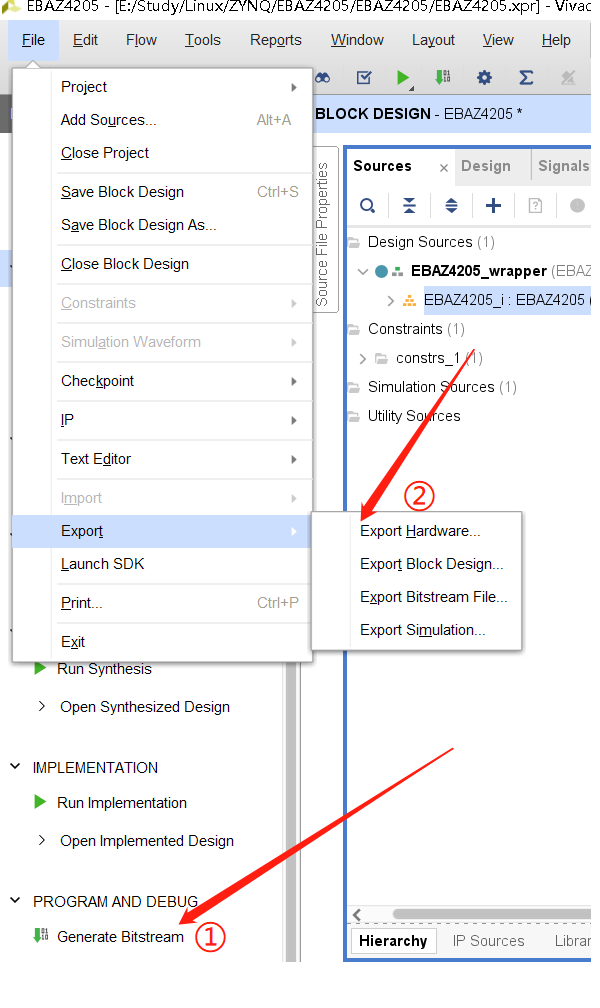 EBAZ4205 - [E:/Study/Linux/ZYNQ/EBAZ4205/EBAZ4205/EBAZ4205.xpr] - Vivac
File Edit Flow Tools Reports Window Layout View Help
BLOCK DESIGN - EBAZ4205 *
Project
Add Sources... Alt+A
Close Project
Save Block Design Ctrl+S
Save Block Design As...
Close Block Design
Constraints
Simulation Waveform
Checkpoint
IP
Text Editor
Import
Export
Launch SDK
Print... Ctrl+P
Exit
Source File Properties
Sources × Design Signals
Design Sources (1)
EBAZ4205_wrapper (EBAZ
EBAZ4205_i : EBAZ4205 (
Constraints (1)
constrs_1 (1)
Simulation Sources (1)
Utility Sources
②
Export Hardware...
Export Block Design...
Export Bitstream File...
Export Simulation...
Run Synthesis
Open Synthesized Design
IMPLEMENTATION
Run Implementation
Open Implemented Design
PROGRAM AND DEBUG
Generate Bitstream ①
Hierarchy IP Sources Librar